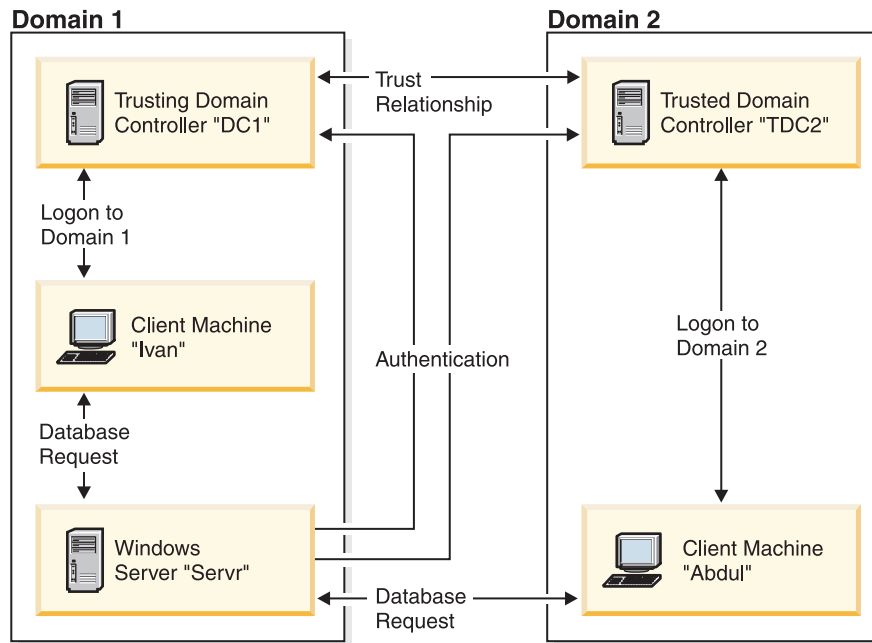 Domain 1
Domain 2
Trusting Domain
Controller "DC1"
Trust
Relationship
Trusted Domain
Controller "TDC2"
Logon to
Domain 1
Client Machine
"Ivan"
Authentication
Logon to
Domain 2
Database
Request
Windows
Server "Servr"
Database
Request
Client Machine
"Abdul"